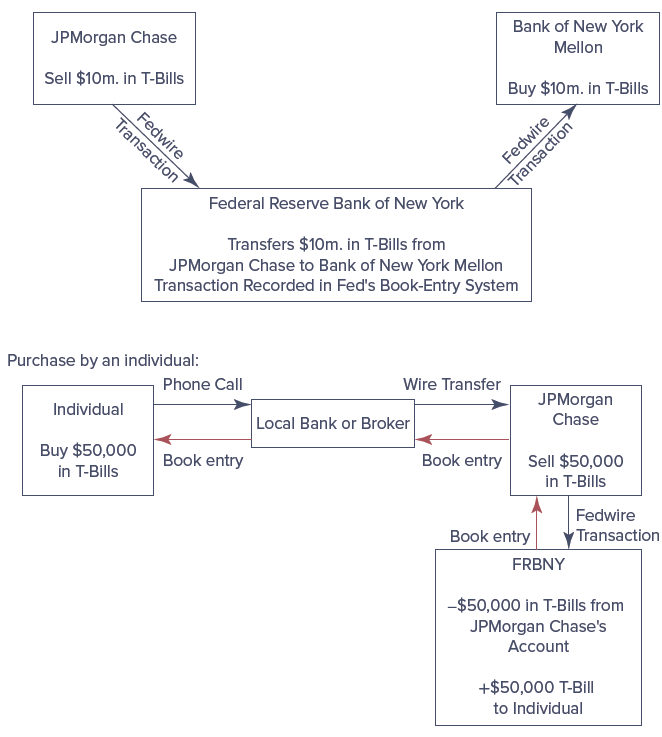 JPMorgan Chase
Sell $10m. in T-Bills
Bank of New York
Mellon
Buy $10m. in T-Bills
Fedwire
Transaction
Fedwire
Transaction
Federal Reserve Bank of New York
Transfers $10m. in T-Bills from
JPMorgan Chase to Bank of New York Mellon
Transaction Recorded in Fed's Book-Entry System
Purchase by an individual:
Individual
Buy $50,000
in T-Bills
Phone Call
Book entry
Local Bank or Broker
Wire Transfer
Book entry
JPMorgan
Chase
Sell $50,000
in T-Bills
Book entry
Fedwire
Transaction
FRBNY
–$50,000 in T-Bills from
JPMorgan Chase's
Account
+$50,000 T-Bill
to Individual